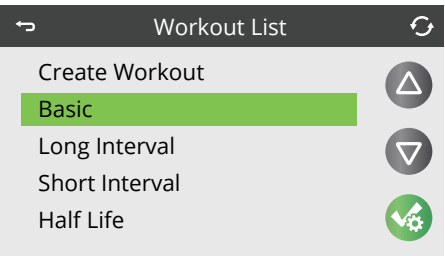 Workout List
Create Workout
Basic
Long Interval
Short Interval
Half Life